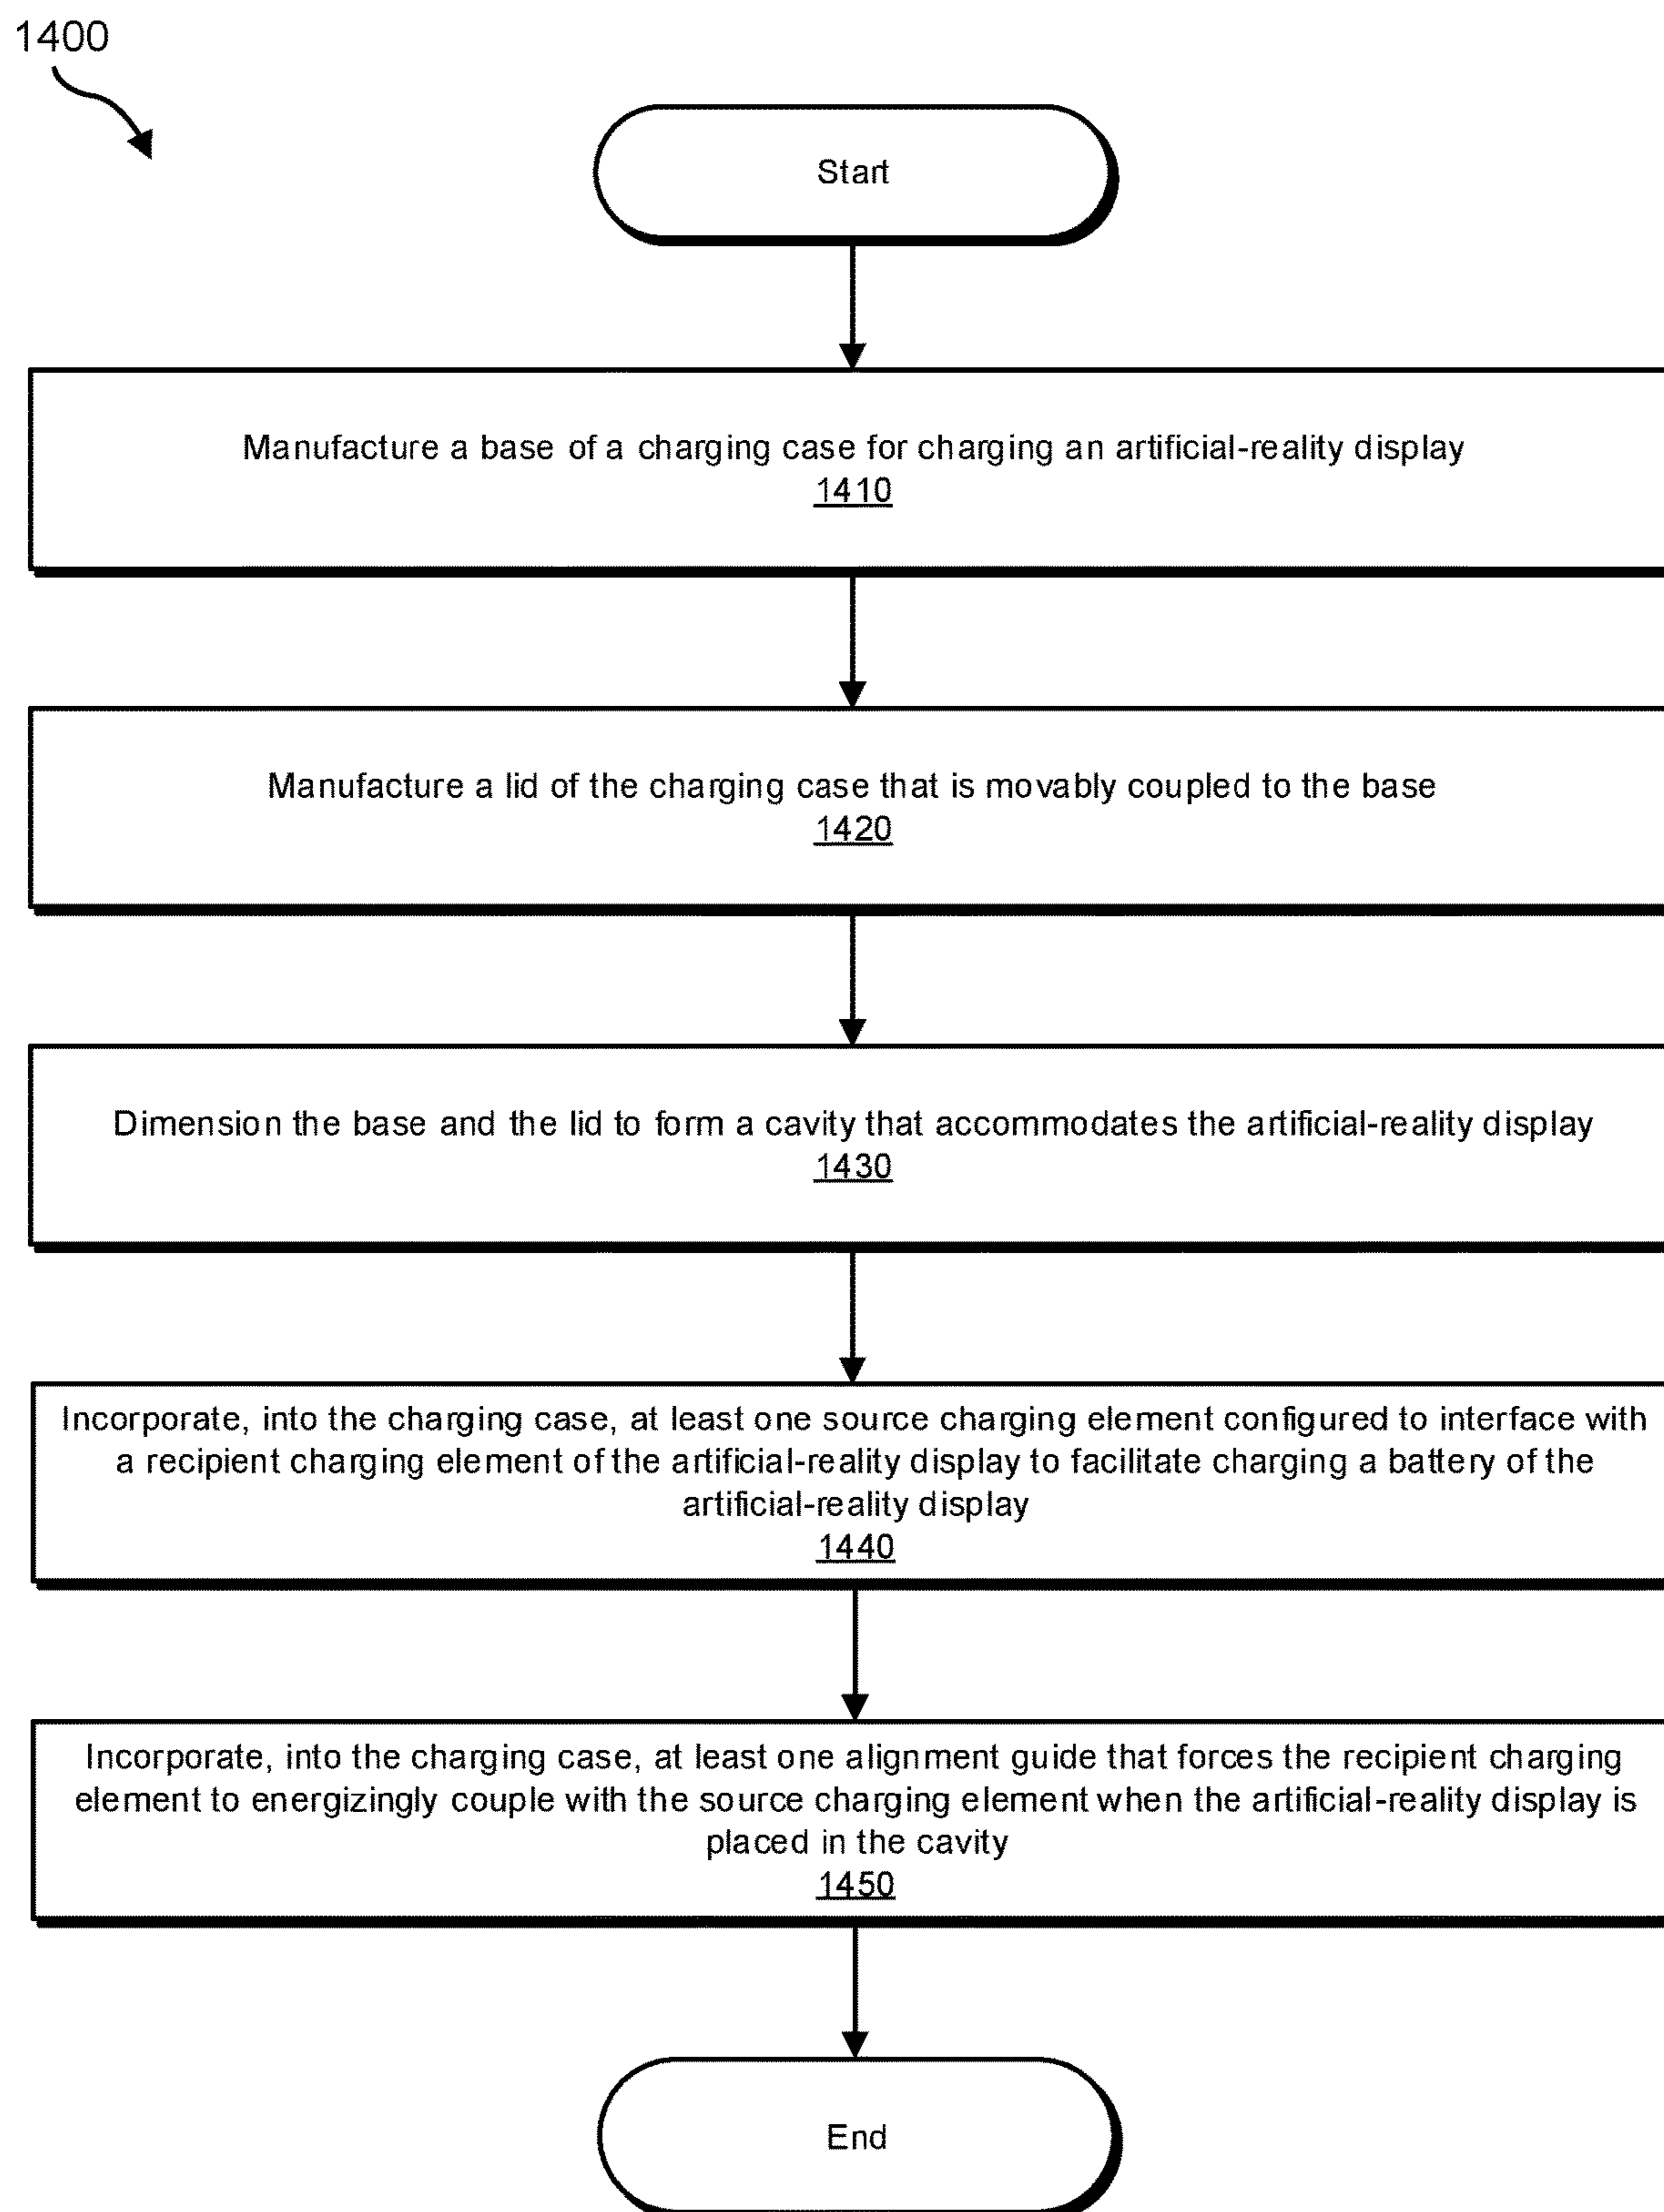 1400
Start
Manufacture a base of a charging case for charging an artificial-reality display
1410
Manufacture a lid of the charging case that is movably coupled to the base
1420
Dimension the base and the lid to form a cavity that accommodates the artificial-reality display
1430
Incorporate, into the charging case, at least one source charging element configured to interface with
a recipient charging element of the artificial-reality display to facilitate charging a battery of the
artificial-reality display
1440
Incorporate, into the charging case, at least one alignment guide that forces the recipient charging
element to energizingly couple with the source charging element when the artificial-reality display is
placed in the cavity
1450
End